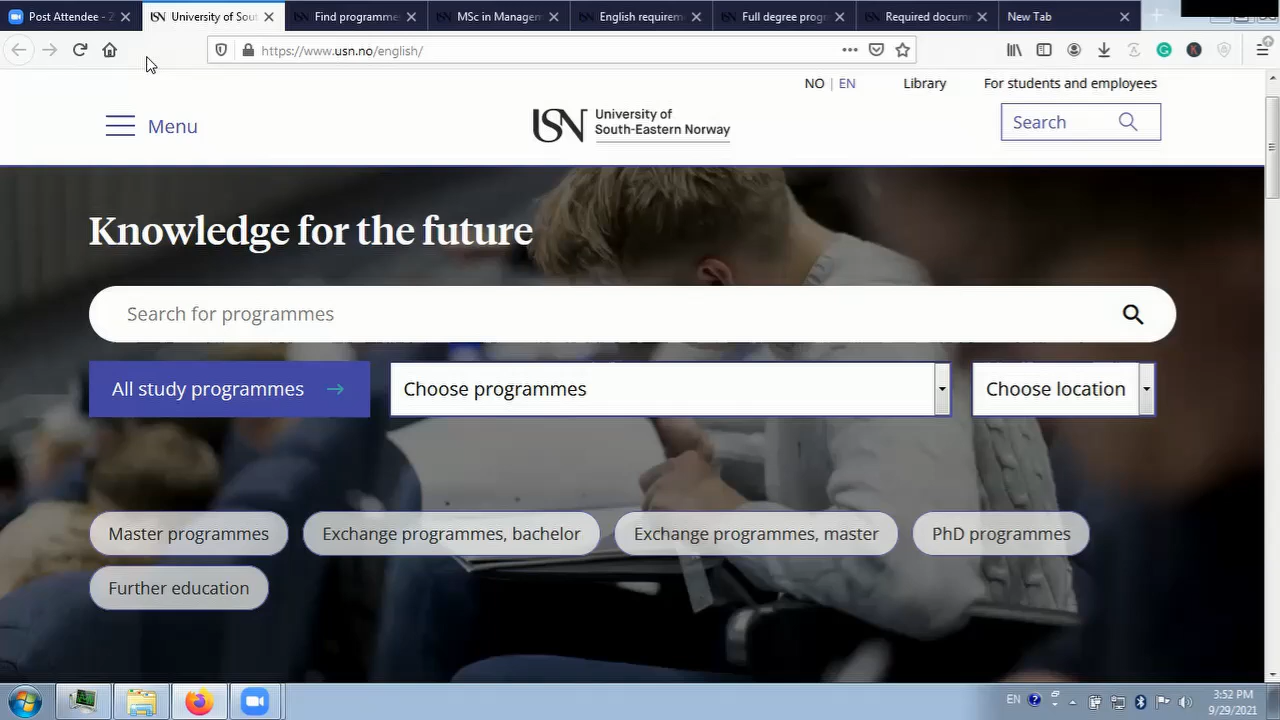 Post Attendee - Z
University of Sou
Find programme
MSc in Managem
English requirem
Full degree prog
Required docum
New Tab
https://www.usn.no/english/
NO | EN
Library
For students and employees
Menu
USN University of
South-Eastern Norway
Search
Knowledge for the future
Search for programmes
All study programmes
Choose programmes
Choose location
Master programmes
Exchange programmes, bachelor
Exchange programmes, master
PhD programmes
Further education
EN
3:52 PM
9/29/2021